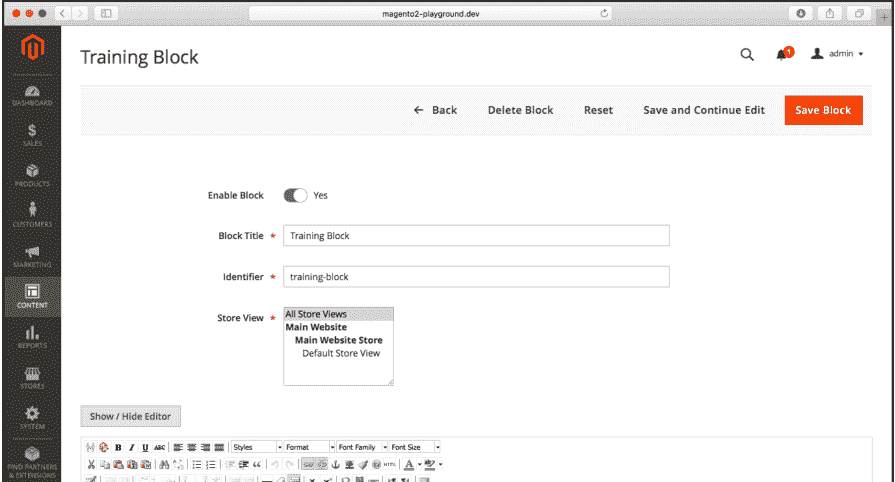 magento2-playground.dev
Training Block
1
admin
DASHBOARD
SALES
PRODUCTS
CUSTOMERS
MARKETING
CONTENT
REPORTS
STORES
SYSTEM
FIND PARTNERS
& EXTENSIONS
← Back Delete Block Reset Save and Continue Edit Save Block
Enable Block Yes
Block Title * Training Block
Identifier * training-block
Store View * All Store Views
Main Website
Main Website Store
Default Store View
Show / Hide Editor
B I U ABC Styles Format Font Family Font Size
HTML A